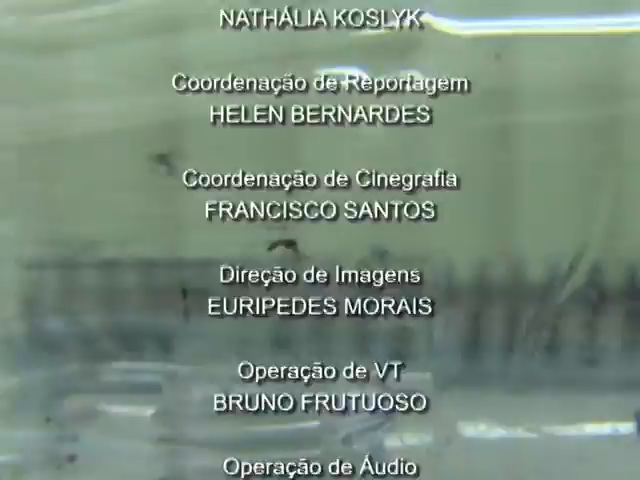 NATHÁLIA KOSLYK
Coordenação de Reportagem
HELEN BERNARDES
Coordenação de Cinegrafia
FRANCISCO SANTOS
Direção de Imagens
EURIPEDES MORAIS
Operação de VT
BRUNO FRUTUOSO
Operação de Áudio